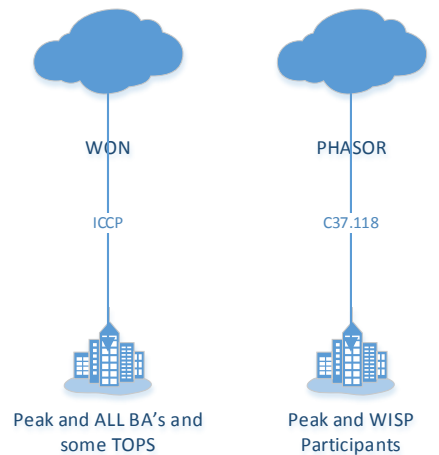 WON
PHASOR
ICCP
C37.118
Peak and ALL BA's and
some TOPS
Peak and WISP
Participants